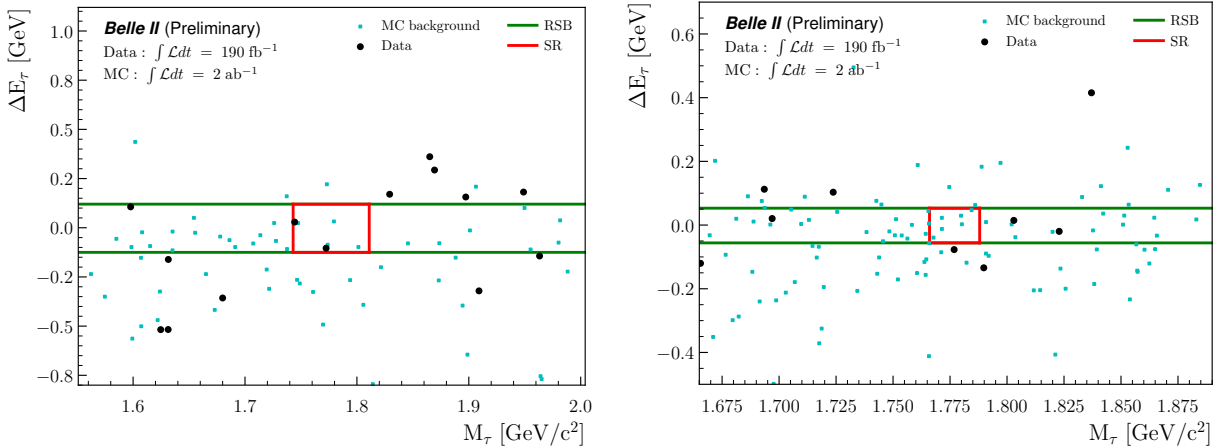 Belle II (Preliminary)
Data : ∫ ℒdt = 190 fb⁻¹
MC : ∫ ℒdt = 2 ab⁻¹
MC background
Data
RSB
SR
ΔE_τ [GeV]
1.0
0.8
0.5
0.2
0.0
−0.2
−0.5
−0.8
1.6 1.7 1.8 1.9 2.0
M_τ [GeV/c²]
Belle II (Preliminary)
Data : ∫ ℒdt = 190 fb⁻¹
MC : ∫ ℒdt = 2 ab⁻¹
MC background
Data
RSB
SR
ΔE_τ [GeV]
0.6
0.4
0.2
0.0
−0.2
−0.4
1.675 1.700 1.725 1.750 1.775 1.800 1.825 1.850 1.875
M_τ [GeV/c²]